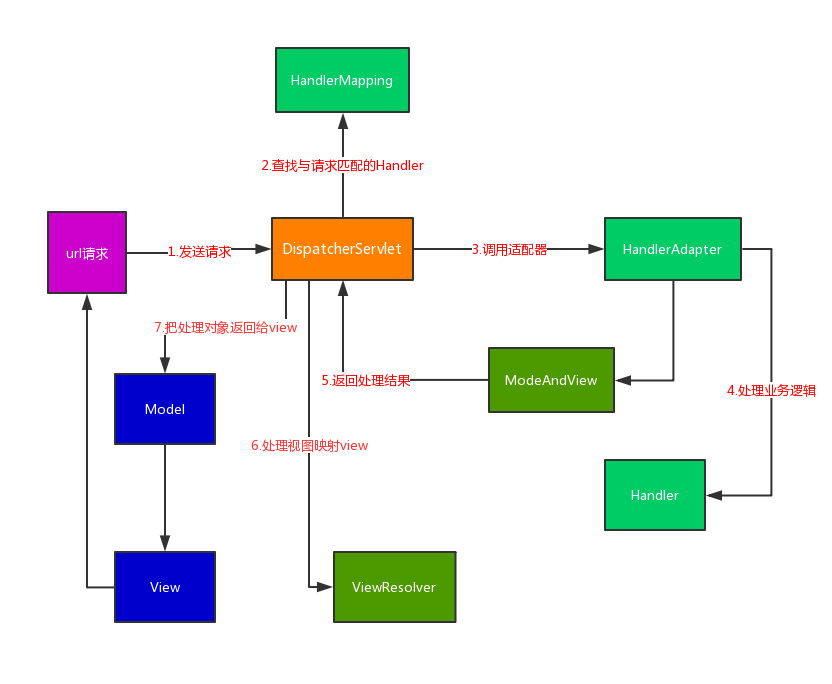 HandlerMapping
2.查找与请求匹配的Handler
url请求
1.发送请求
DispatcherServlet
3.调用适配器
HandlerAdapter
7.把处理对象返回给view
5.返回处理结果
ModeAndView
4.处理业务逻辑
Model
6.处理视图映射view
Handler
View
ViewResolver